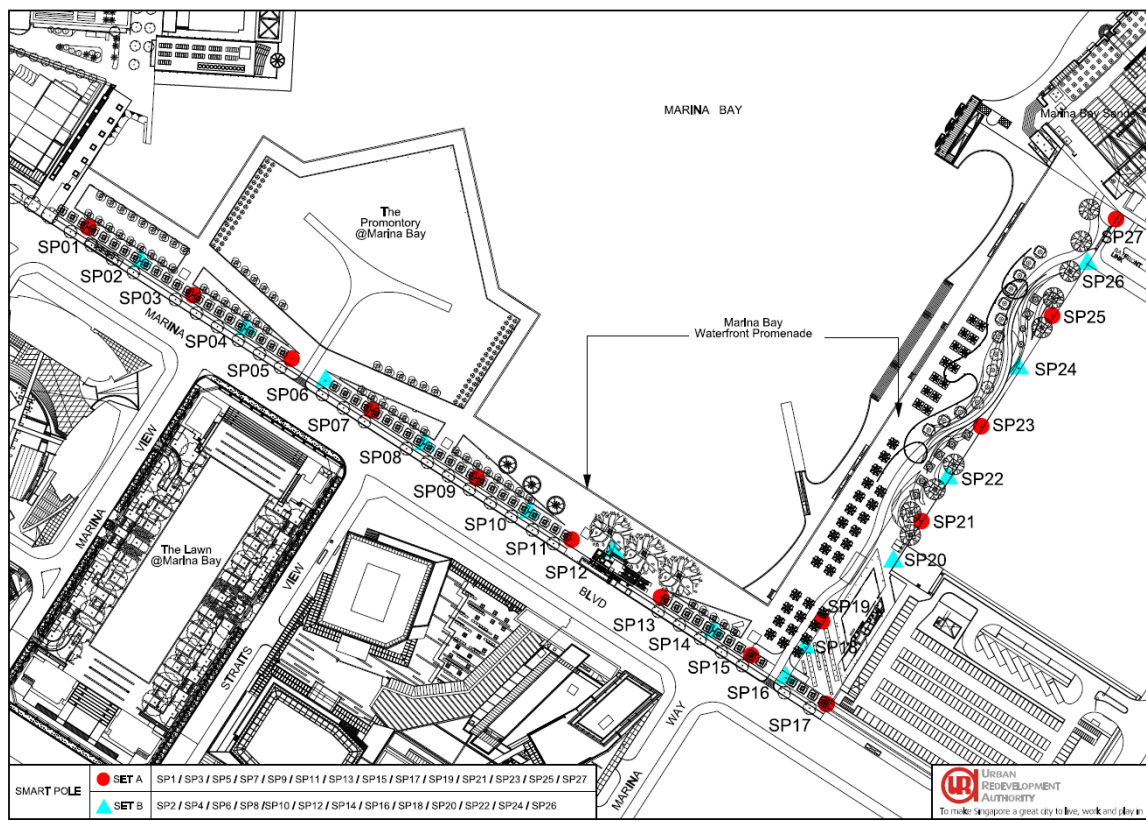 MARINA BAY
Marina Bay Sands
The
Promontory
@Marina Bay
SP01
SP02
SP03
SP04
SP05
SP06
SP07
SP08
SP09
SP10
SP11
SP12
SP13
SP14
SP15
SP16
SP17
SP18
SP19
SP20
SP21
SP22
SP23
SP24
SP25
SP26
SP27
BAYFRONT
LINK
Marina Bay
Waterfront Promenade
MARINA
BLVD
MARINA
VIEW
STRAITS
VIEW
MARINA
WAY
The Lawn
@Marina Bay
SMART POLE
SET A
SP1 / SP3 / SP5 / SP7 / SP9 / SP11 / SP13 / SP15 / SP17 / SP19 / SP21 / SP23 / SP25 / SP27
SET B
SP2 / SP4 / SP6 / SP8 /SP10 / SP12 / SP14 / SP16 / SP18 / SP20 / SP22 / SP24 / SP26
URBAN
REDEVELOPMENT
AUTHORITY
To make Singapore a great city to live, work and play in